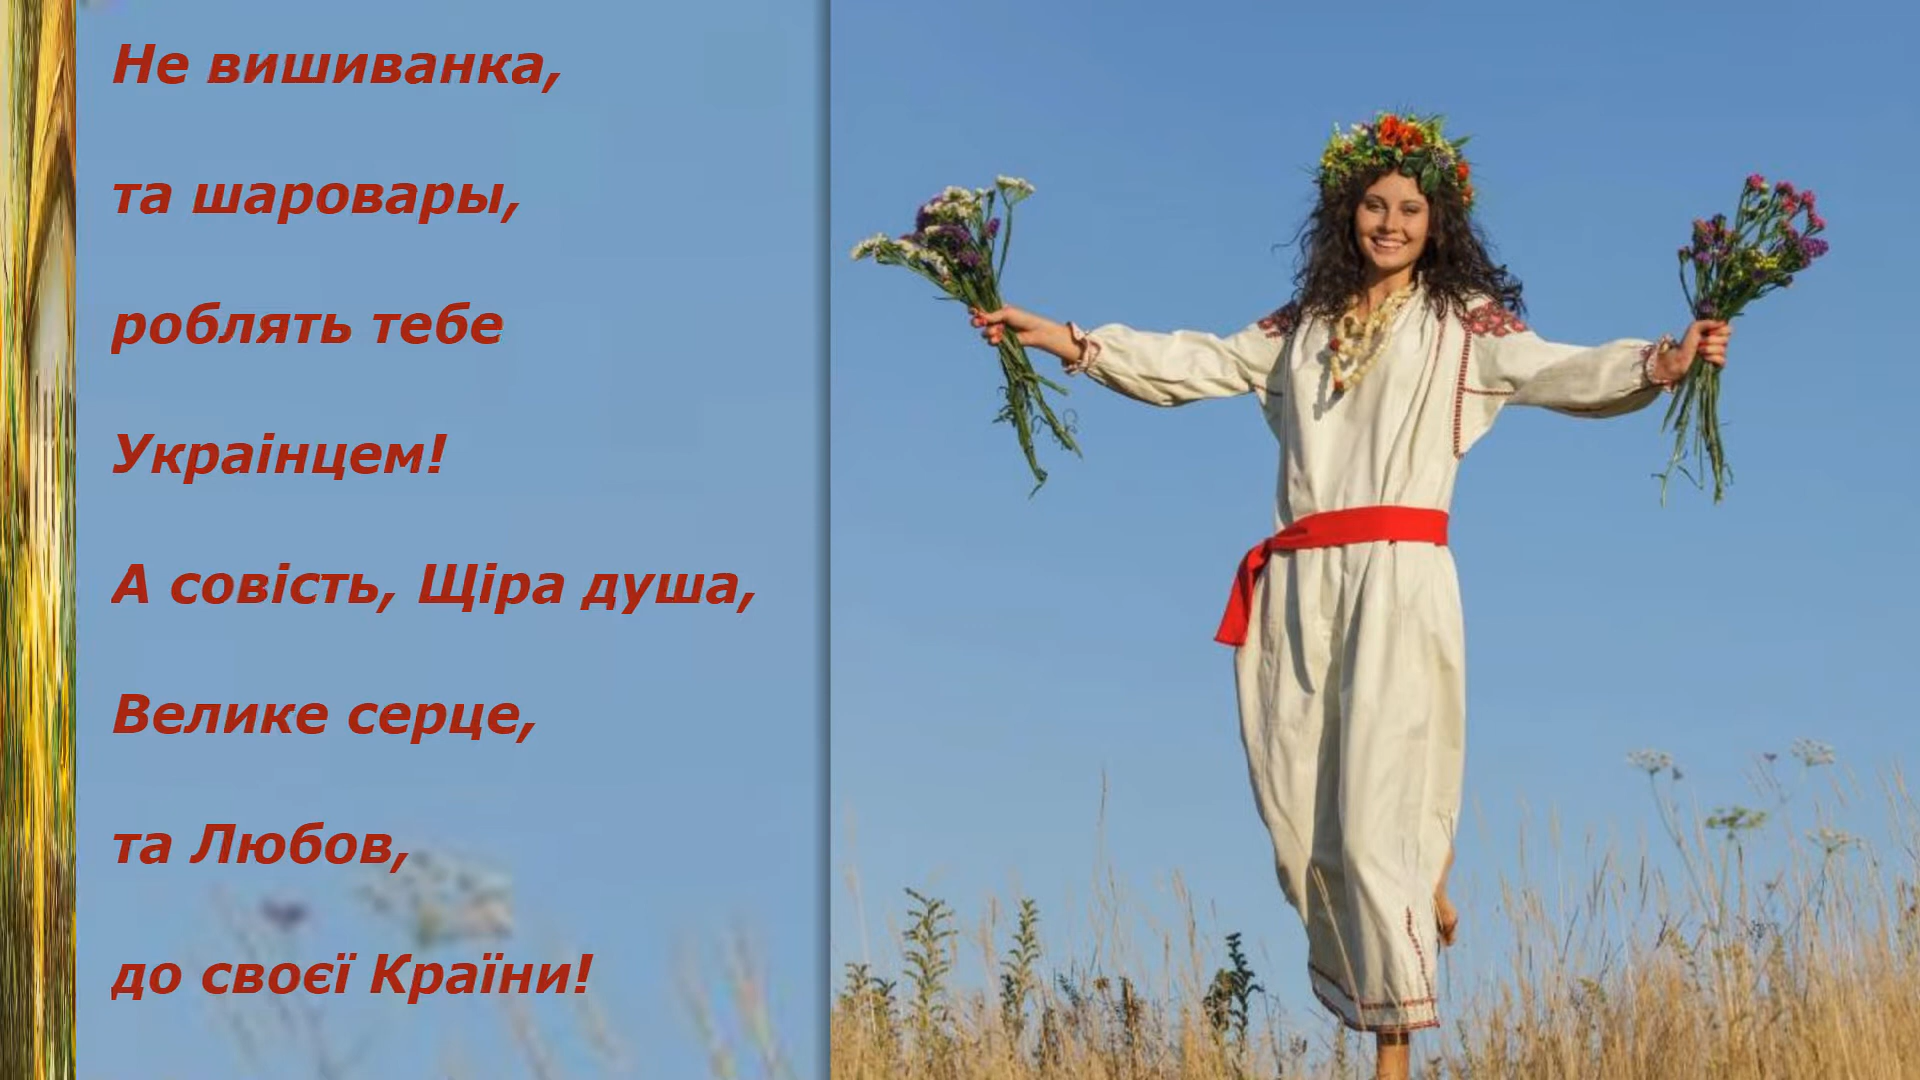 Не вишиванка,
та шаровары,
роблять тебе
Украінцем!
А совість, Щіра душа,
Велике серце,
та Любов,
до своєї Країни!